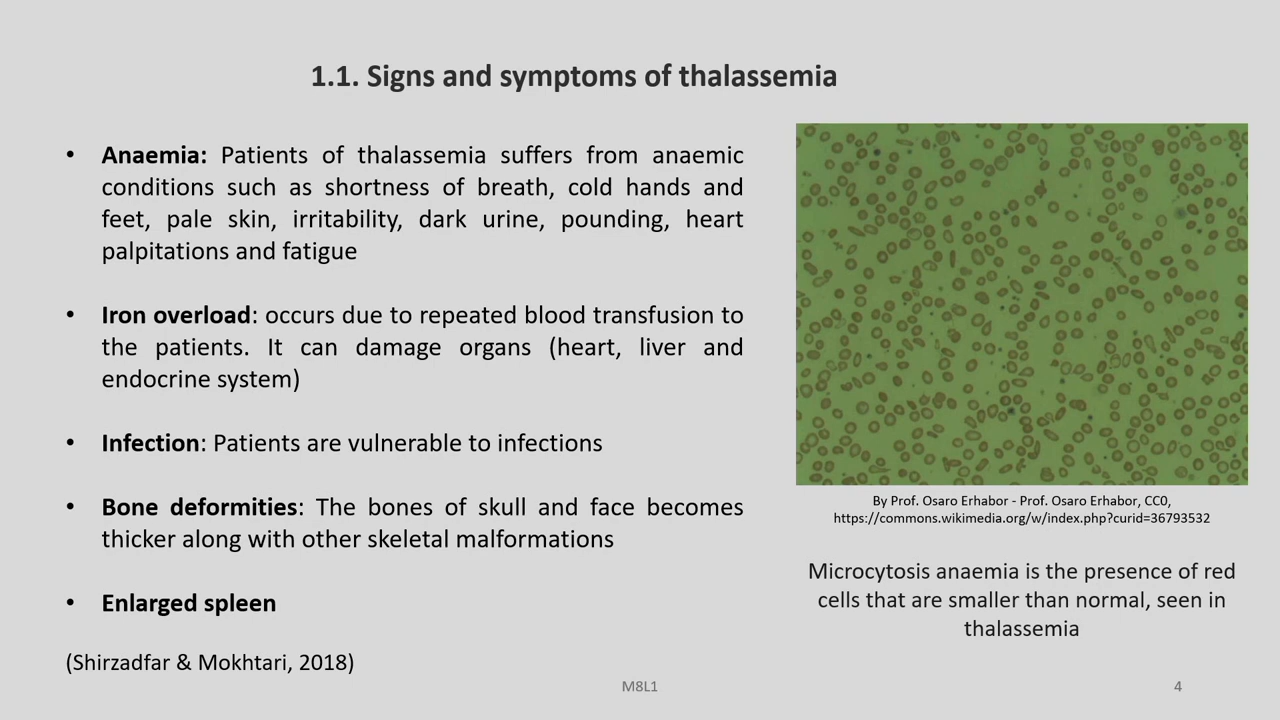 1.1. Signs and symptoms of thalassemia
• Anaemia: Patients of thalassemia suffers from anaemic
conditions such as shortness of breath, cold hands and
feet, pale skin, irritability, dark urine, pounding, heart
palpitations and fatigue
• Iron overload: occurs due to repeated blood transfusion to
the patients. It can damage organs (heart, liver and
endocrine system)
• Infection: Patients are vulnerable to infections
• Bone deformities: The bones of skull and face becomes
thicker along with other skeletal malformations
• Enlarged spleen
(Shirzadfar & Mokhtari, 2018)
By Prof. Osaro Erhabor - Prof. Osaro Erhabor, CC0,
https://commons.wikimedia.org/w/index.php?curid=36793532
Microcytosis anaemia is the presence of red
cells that are smaller than normal, seen in
thalassemia
M8L1
4